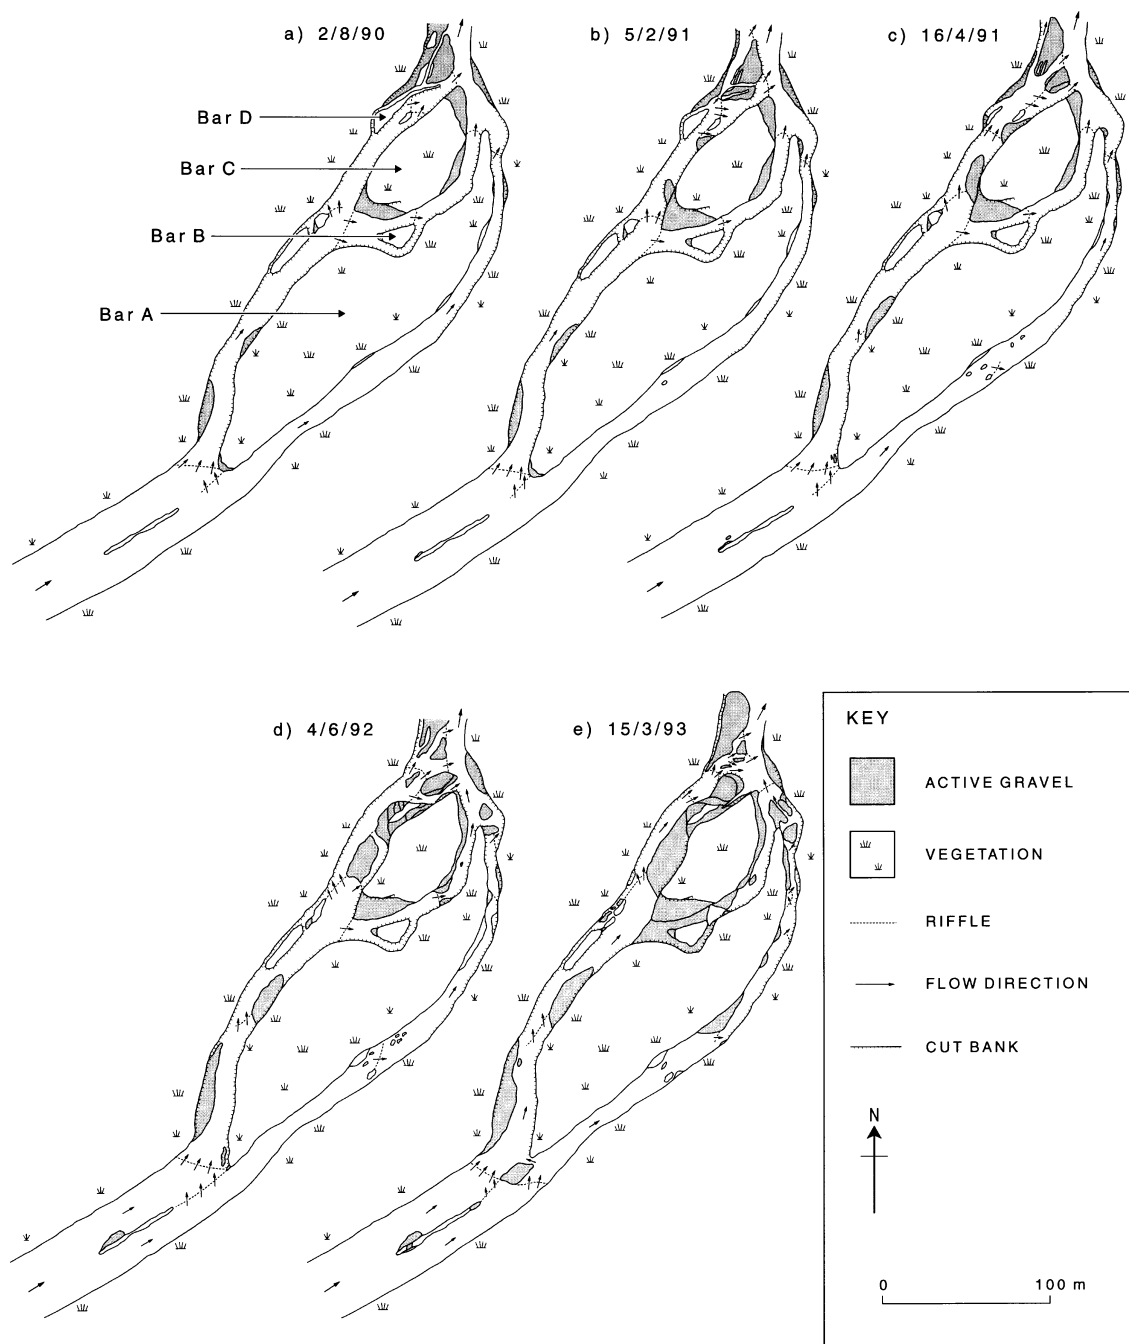 a) 2/8/90
b) 5/2/91
c) 16/4/91
Bar D
Bar C
Bar B
Bar A
d) 4/6/92
e) 15/3/93
KEY
ACTIVE GRAVEL
VEGETATION
RIFFLE
FLOW DIRECTION
CUT BANK
N
0 100 m